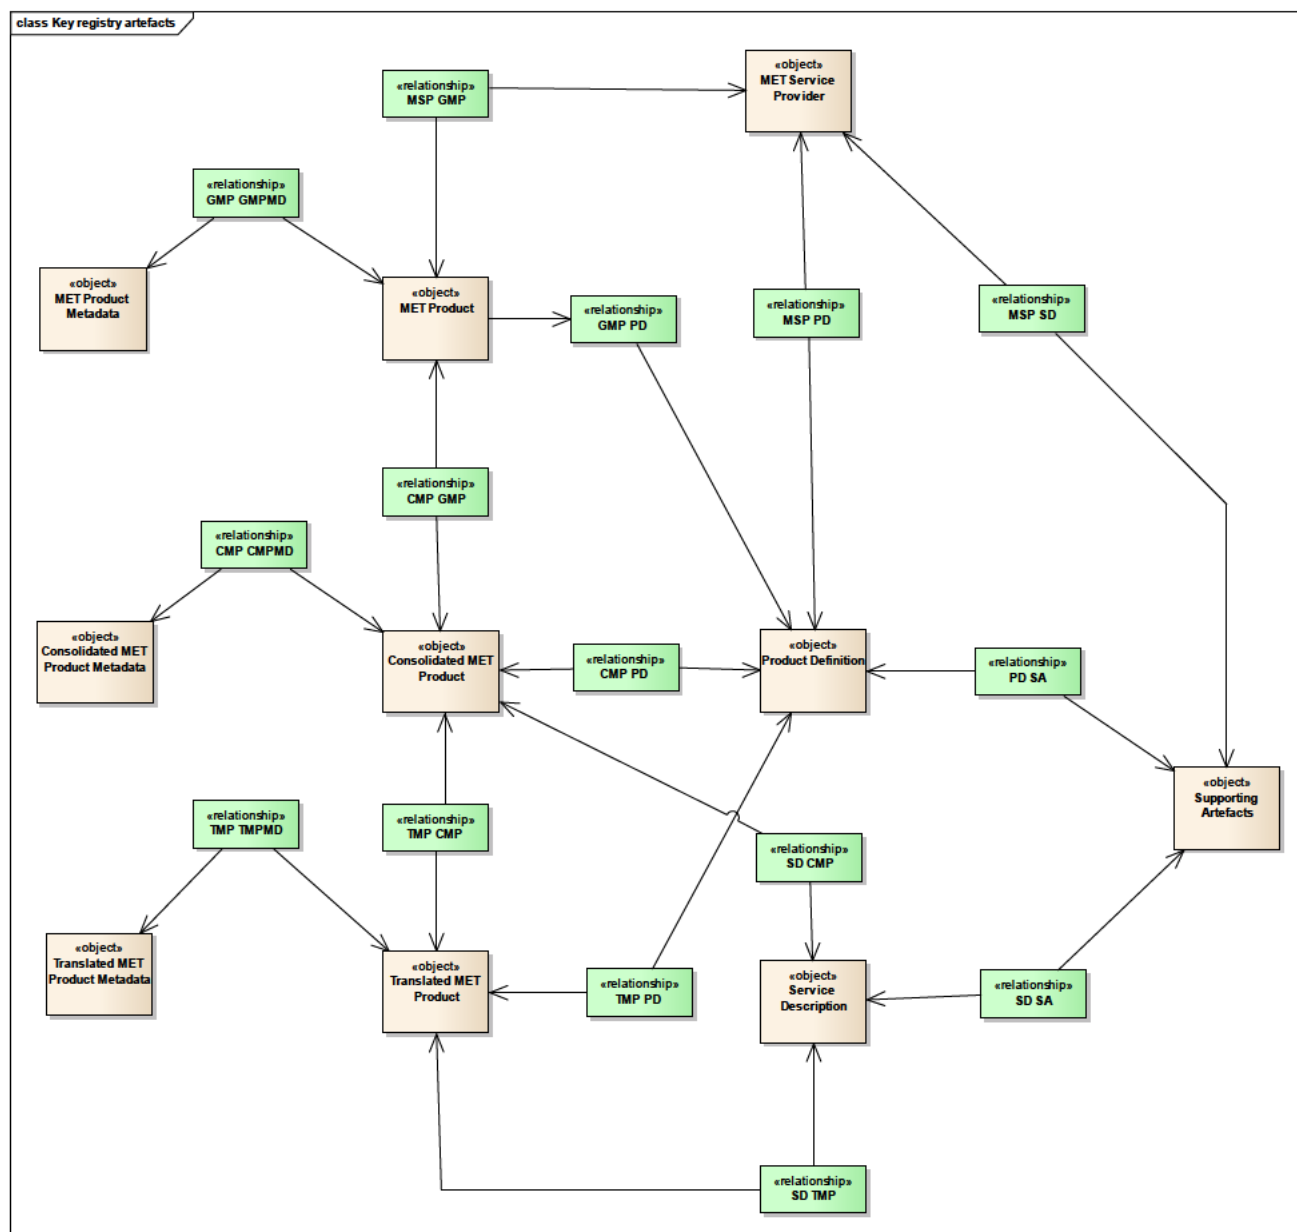 class Key registry artefacts
«object»
MET Service
Provider
«relationship»
MSP GMP
«relationship»
GMP GMPMD
«object»
MET Product
Metadata
«object»
MET Product
«relationship»
GMP PD
«relationship»
MSP PD
«relationship»
MSP SD
«relationship»
CMP GMP
«relationship»
CMP CMPMD
«object»
Consolidated MET
Product Metadata
«object»
Consolidated MET
Product
«relationship»
CMP PD
«object»
Product Definition
«relationship»
PD SA
«object»
Supporting
Artefacts
«relationship»
TMP TMPMD
«relationship»
TMP CMP
«relationship»
SD CMP
«object»
Translated MET
Product Metadata
«object»
Translated MET
Product
«relationship»
TMP PD
«object»
Service
Description
«relationship»
SD SA
«relationship»
SD TMP